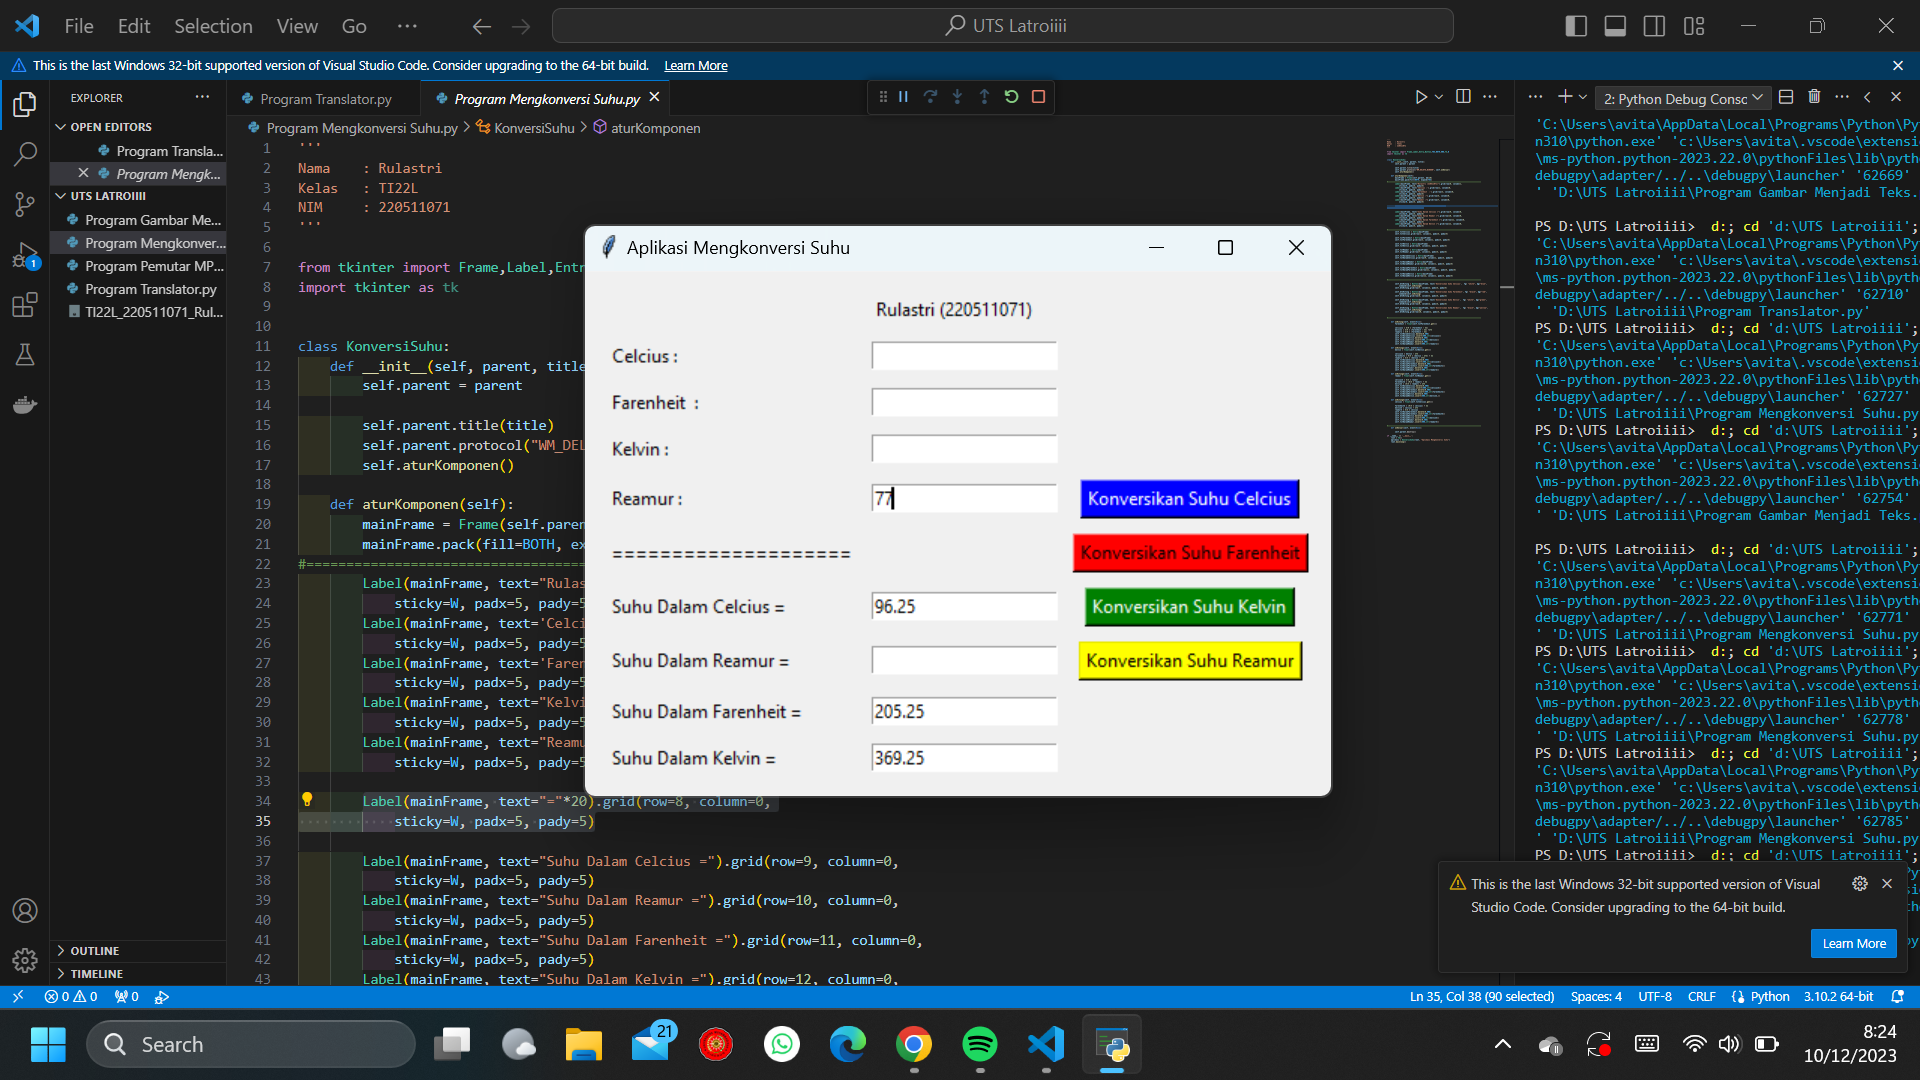 File Edit Selection View Go ··· UTS Latroiiii
This is the last Windows 32-bit supported version of Visual Studio Code. Consider upgrading to the 64-bit build. Learn More
EXPLORER
OPEN EDITORS
Program Transla...
Program Mengk...
UTS LATROIIII
Program Gambar Me...
Program Mengkonver...
Program Pemutar MP...
Program Translator.py
TI22L_220511071_Rul...
OUTLINE
TIMELINE
1
Program Translator.py
Program Mengkonversi Suhu.py
Program Mengkonversi Suhu.py > KonversiSuhu > aturKomponen
1 '''
2 Nama    : Rulastri
3 Kelas   : TI22L
4 NIM     : 220511071
5 '''
6
7 from tkinter import Frame,Label,Entr
8 import tkinter as tk
9
10
11 class KonversiSuhu:
12     def __init__(self, parent, title
13         self.parent = parent
14
15         self.parent.title(title)
16         self.parent.protocol("WM_DEL
17         self.aturKomponen()
18
19     def aturKomponen(self):
20         mainFrame = Frame(self.paren
21         mainFrame.pack(fill=BOTH, ex
22 #===================================
23         Label(mainFrame, text="Rulas
24             sticky=W, padx=5, pady=5
25         Label(mainFrame, text='Celci
26             sticky=W, padx=5, pady=5
27         Label(mainFrame, text='Faren
28             sticky=W, padx=5, pady=5
29         Label(mainFrame, text="Kelvi
30             sticky=W, padx=5, pady=5
31         Label(mainFrame, text="Reamu
32             sticky=W, padx=5, pady=5
33
34         Label(mainFrame, text="="*20).grid(row=8, column=0,
35             sticky=W, padx=5, pady=5)
36
37         Label(mainFrame, text="Suhu Dalam Celcius =").grid(row=9, column=0,
38             sticky=W, padx=5, pady=5)
39         Label(mainFrame, text="Suhu Dalam Reamur =").grid(row=10, column=0,
40             sticky=W, padx=5, pady=5)
41         Label(mainFrame, text="Suhu Dalam Farenheit =").grid(row=11, column=0,
42             sticky=W, padx=5, pady=5)
43         Label(mainFrame, text="Suhu Dalam Kelvin =").grid(row=12, column=0,
Aplikasi Mengkonversi Suhu
Rulastri (220511071)
Celcius :
Farenheit  :
Kelvin :
Reamur : 77 Konversikan Suhu Celcius
==================== Konversikan Suhu Farenheit
Suhu Dalam Celcius = 96.25 Konversikan Suhu Kelvin
Suhu Dalam Reamur = Konversikan Suhu Reamur
Suhu Dalam Farenheit = 205.25
Suhu Dalam Kelvin = 369.25
2: Python Debug Consc
'C:\Users\avita\AppData\Local\Programs\Python\Py
n310\python.exe' 'c:\Users\avita\.vscode\extensio
\ms-python.python-2023.22.0\pythonFiles\lib\pytho
debugpy\adapter/../..\debugpy\launcher' '62669' 
' 'D:\UTS Latroiiii\Program Gambar Menjadi Teks.
PS D:\UTS Latroiiii>  d:; cd 'd:\UTS Latroiiii';
'C:\Users\avita\AppData\Local\Programs\Python\Py
n310\python.exe' 'c:\Users\avita\.vscode\extensio
\ms-python.python-2023.22.0\pythonFiles\lib\pytho
debugpy\adapter/../..\debugpy\launcher' '62710' 
' 'D:\UTS Latroiiii\Program Translator.py'
PS D:\UTS Latroiiii>  d:; cd 'd:\UTS Latroiiii';
'C:\Users\avita\AppData\Local\Programs\Python\Py
n310\python.exe' 'c:\Users\avita\.vscode\extensio
\ms-python.python-2023.22.0\pythonFiles\lib\pytho
debugpy\adapter/../..\debugpy\launcher' '62727' 
' 'D:\UTS Latroiiii\Program Mengkonversi Suhu.py
PS D:\UTS Latroiiii>  d:; cd 'd:\UTS Latroiiii';
'C:\Users\avita\AppData\Local\Programs\Python\Py
n310\python.exe' 'c:\Users\avita\.vscode\extensio
\ms-python.python-2023.22.0\pythonFiles\lib\pytho
debugpy\adapter/../..\debugpy\launcher' '62754' 
' 'D:\UTS Latroiiii\Program Gambar Menjadi Teks.
PS D:\UTS Latroiiii>  d:; cd 'd:\UTS Latroiiii';
'C:\Users\avita\AppData\Local\Programs\Python\Py
n310\python.exe' 'c:\Users\avita\.vscode\extensio
\ms-python.python-2023.22.0\pythonFiles\lib\pytho
debugpy\adapter/../..\debugpy\launcher' '62771' 
' 'D:\UTS Latroiiii\Program Mengkonversi Suhu.py
PS D:\UTS Latroiiii>  d:; cd 'd:\UTS Latroiiii';
'C:\Users\avita\AppData\Local\Programs\Python\Py
n310\python.exe' 'c:\Users\avita\.vscode\extensio
\ms-python.python-2023.22.0\pythonFiles\lib\pytho
debugpy\adapter/../..\debugpy\launcher' '62778' 
' 'D:\UTS Latroiiii\Program Mengkonversi Suhu.py
PS D:\UTS Latroiiii>  d:; cd 'd:\UTS Latroiiii';
'C:\Users\avita\AppData\Local\Programs\Python\Py
n310\python.exe' 'c:\Users\avita\.vscode\extensio
\ms-python.python-2023.22.0\pythonFiles\lib\pytho
debugpy\adapter/../..\debugpy\launcher' '62785' 
' 'D:\UTS Latroiiii\Program Mengkonversi Suhu.py
PS D:\UTS Latroiiii>  d:; cd 'd:\UTS Latroiiii';
This is the last Windows 32-bit supported version of Visual
Studio Code. Consider upgrading to the 64-bit build.
Learn More
0 0 0 Ln 35, Col 38 (90 selected) Spaces: 4 UTF-8 CRLF Python 3.10.2 64-bit
Search 21
8:24
10/12/2023